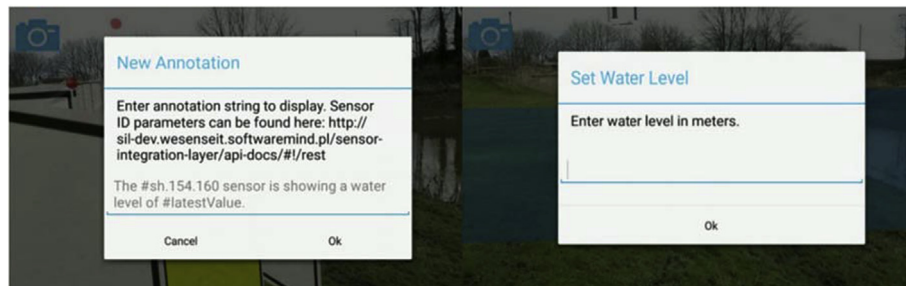 New Annotation
Enter annotation string to display. Sensor
ID parameters can be found here: http://
sil-dev.wesenseit.softwaremind.pl/sensor-
integration-layer/api-docs/#!/rest
The #sh.154.160 sensor is showing a water
level of #latestValue.
Cancel
Ok
Set Water Level
Enter water level in meters.
Ok